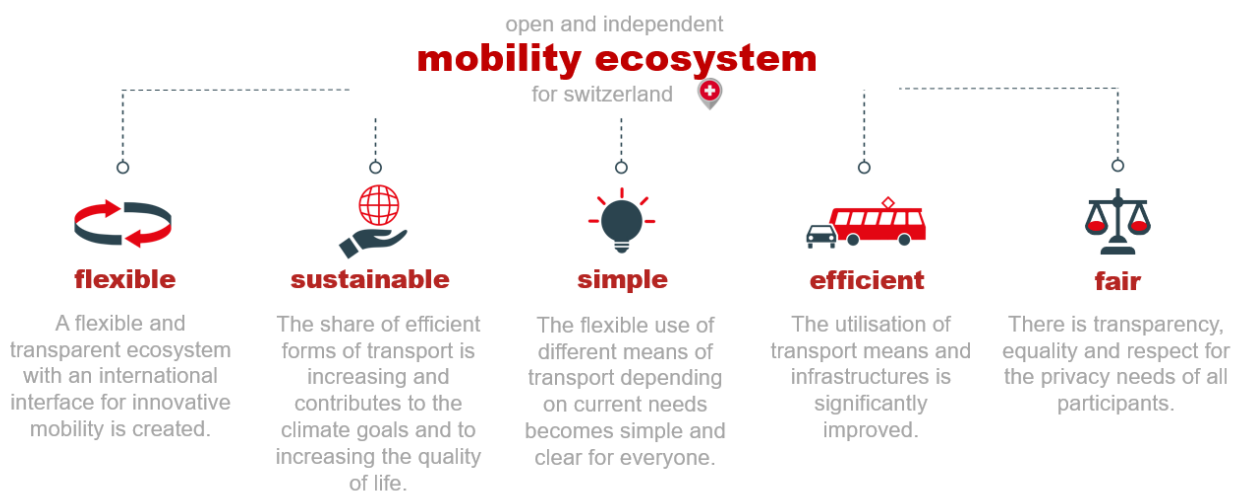 open and independent
mobility ecosystem
for switzerland
flexible
A flexible and
transparent ecosystem
with an international
interface for innovative
mobility is created.
sustainable
The share of efficient
forms of transport is
increasing and
contributes to the
climate goals and to
increasing the quality
of life.
simple
The flexible use of
different means of
transport depending
on current needs
becomes simple and
clear for everyone.
efficient
The utilisation of
transport means and
infrastructures is
significantly
improved.
fair
There is transparency,
equality and respect for
the privacy needs of all
participants.